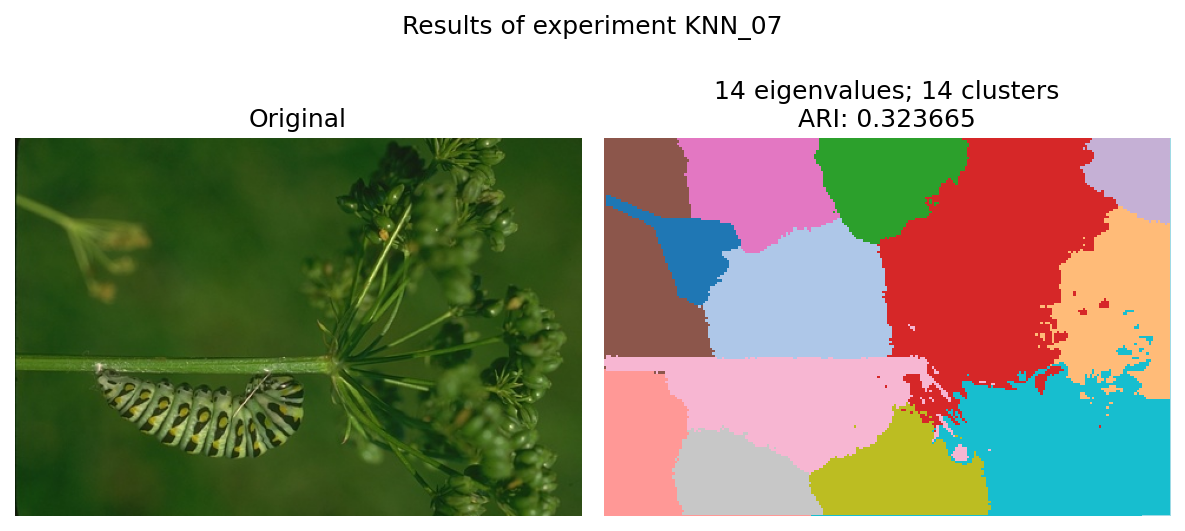 Results of experiment KNN_07
Original
14 eigenvalues; 14 clusters
ARI: 0.323665